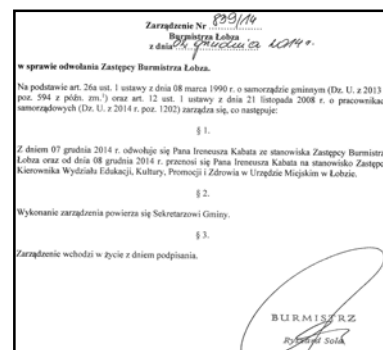 Zarządzenie Nr 839/14
Burmistrza Łobza
z dnia 02 grudnia 2014 r.
w sprawie odwołania Zastępcy Burmistrza Łobza.
Na podstawie art. 26a ust. 1 ustawy z dnia 08 marca 1990 r. o samorządzie gminnym (Dz. U. z 2013
poz. 594 z późn. zm.¹) oraz art. 12 ust. 1 ustawy z dnia 21 listopada 2008 r. o pracownikac
samorządowych (Dz. U. z 2014 r. poz. 1202) zarządza się, co następuje:
§ 1.
Z dniem 07 grudnia 2014 r. odwołuje się Pana Ireneusza Kabata ze stanowiska Zastępcy Burmistrz
Łobza oraz od dnia 08 grudnia 2014 r. przenosi się Pana Ireneusza Kabata na stanowisko Zastępc
Kierownika Wydziału Edukacji, Kultury, Promocji i Zdrowia w Urzędzie Miejskim w Łobzie.
§ 2.
Wykonanie zarządzenia powierza się Sekretarzowi Gminy.
§ 3.
Zarządzenie wchodzi w życie z dniem podpisania.
BURMISTRZ
Ryszard Sola